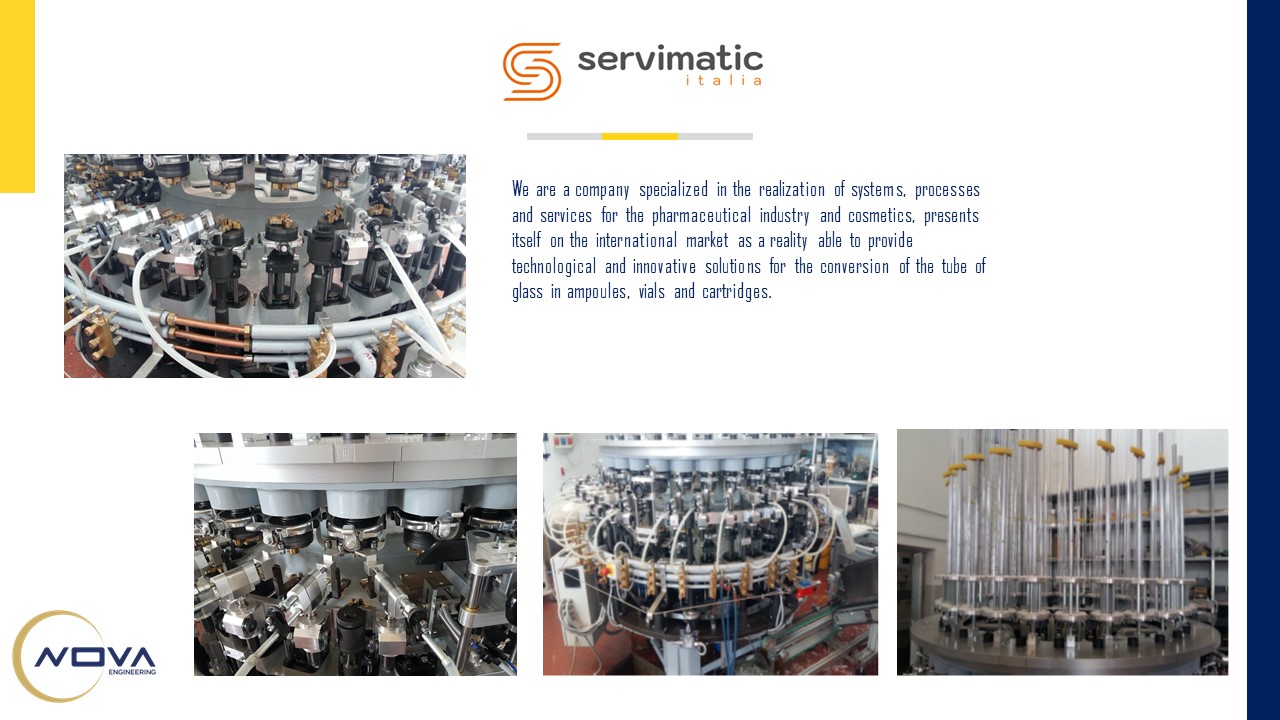 servimatic
italia
We are a company specialized in the realization of systems, processes
and services for the pharmaceutical industry and cosmetics, presents
itself on the international market as a reality able to provide
technological and innovative solutions for the conversion of the tube of
glass in ampoules, vials and cartridges.
NOVA
ENGINEERING